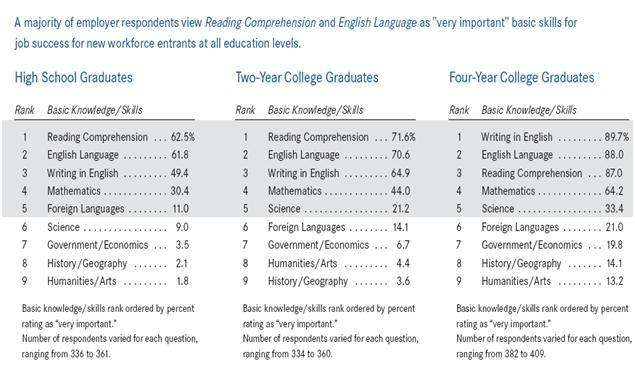 A majority of employer respondents view Reading Comprehension and English Language as "very important" basic skills for
job success for new workforce entrants at all education levels.
High School Graduates
Rank Basic Knowledge/Skills
1 Reading Comprehension ... 62.5%
2 English Language ......... 61.8
3 Writing in English ......... 49.4
4 Mathematics .............. 30.4
5 Foreign Languages ........ 11.0
6 Science .................. 9.0
7 Government/Economics ... 3.5
8 History/Geography ....... 2.1
9 Humanities/Arts .......... 1.8
Basic knowledge/skills rank ordered by percent
rating as "very important."
Number of respondents varied for each question,
ranging from 336 to 361.
Two-Year College Graduates
Rank Basic Knowledge/Skills
1 Reading Comprehension ... 71.6%
2 English Language ......... 70.6
3 Writing in English ......... 64.9
4 Mathematics .............. 44.0
5 Science .................. 21.2
6 Foreign Languages ........ 14.1
7 Government/Economics ... 6.7
8 Humanities/Arts .......... 4.4
9 History/Geography ....... 3.6
Basic knowledge/skills rank ordered by percent
rating as "very important."
Number of respondents varied for each question,
ranging from 334 to 360.
Four-Year College Graduates
Rank Basic Knowledge/Skills
1 Writing in English ......... 89.7%
2 English Language ......... 88.0
3 Reading Comprehension ... 87.0
4 Mathematics .............. 64.2
5 Science .................. 33.4
6 Foreign Languages ........ 21.0
7 Government/Economics ... 19.8
8 History/Geography ....... 14.1
9 Humanities/Arts .......... 13.2
Basic knowledge/skills rank ordered by percent
rating as "very important."
Number of respondents varied for each question,
ranging from 382 to 409.